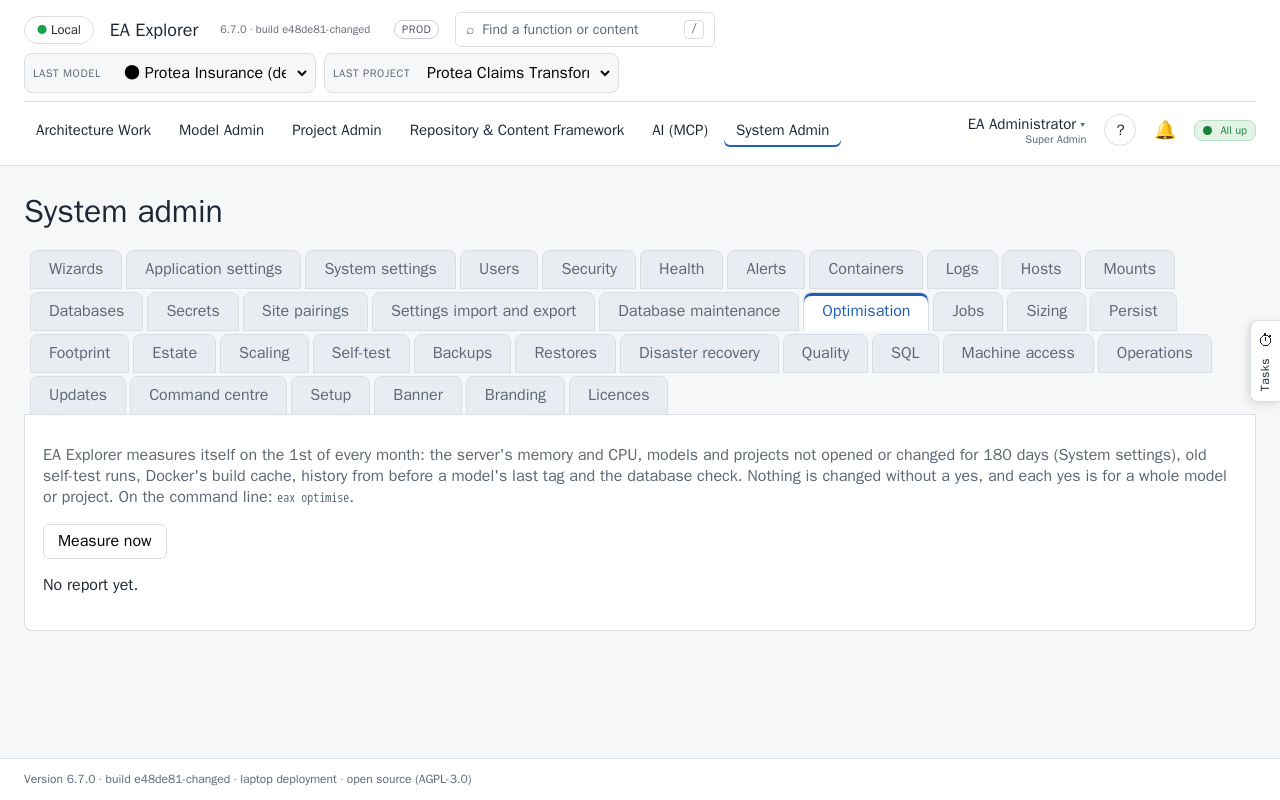 Local
EA Explorer
6.7.0 · build e48de81-changed
PROD
Find a function or content
/
LAST MODEL
Protea Insurance (de
LAST PROJECT
Protea Claims Transfor
Architecture Work
Model Admin
Project Admin
Repository & Content Framework
AI (MCP)
System Admin
EA Administrator
Super Admin
?
All up
System admin
Wizards
Application settings
System settings
Users
Security
Health
Alerts
Containers
Logs
Hosts
Mounts
Databases
Secrets
Site pairings
Settings import and export
Database maintenance
Optimisation
Jobs
Sizing
Persist
Footprint
Estate
Scaling
Self-test
Backups
Restores
Disaster recovery
Quality
SQL
Machine access
Operations
Updates
Command centre
Setup
Banner
Branding
Licences
Tasks
EA Explorer measures itself on the 1st of every month: the server's memory and CPU, models and projects not opened or changed for 180 days (System settings), old
self-test runs, Docker's build cache, history from before a model's last tag and the database check. Nothing is changed without a yes, and each yes is for a whole model
or project. On the command line: eax optimise.
Measure now
No report yet.
Version 6.7.0 · build e48de81-changed · laptop deployment · open source (AGPL-3.0)